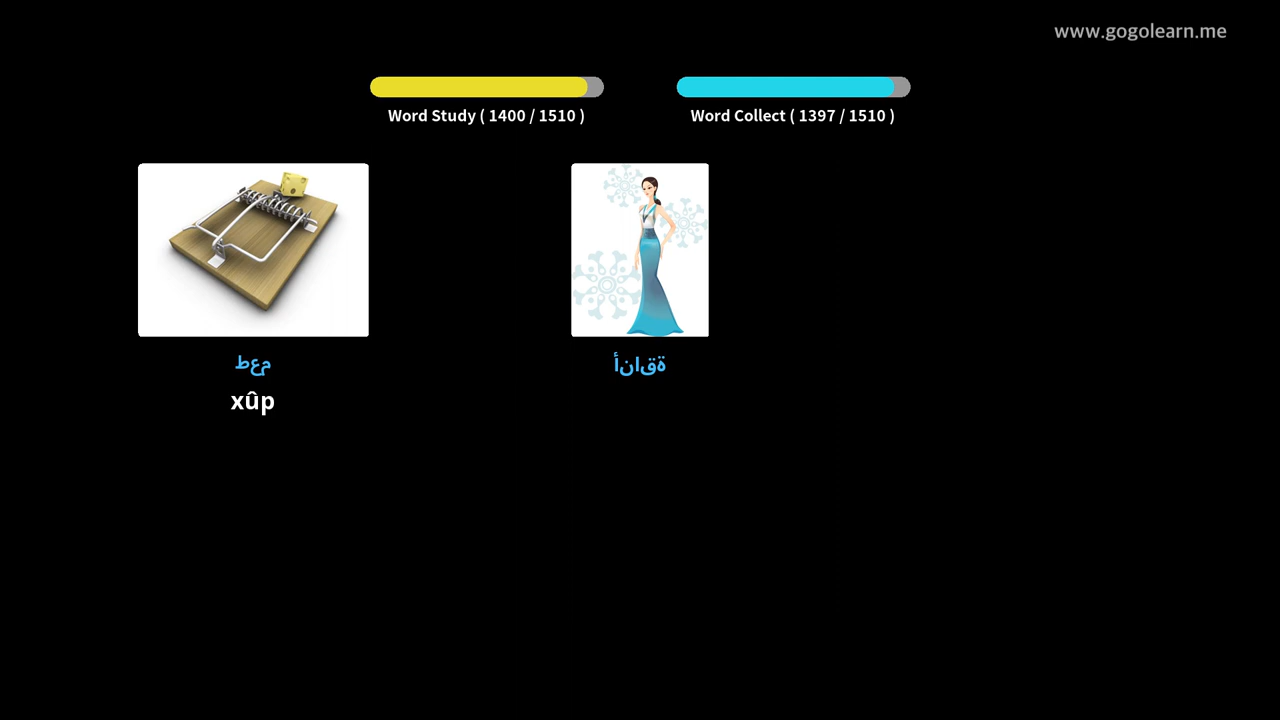 www.gogolearn.me
Word Study ( 1400 / 1510 )
Word Collect ( 1397 / 1510 )
طعم
أناقة
xûp